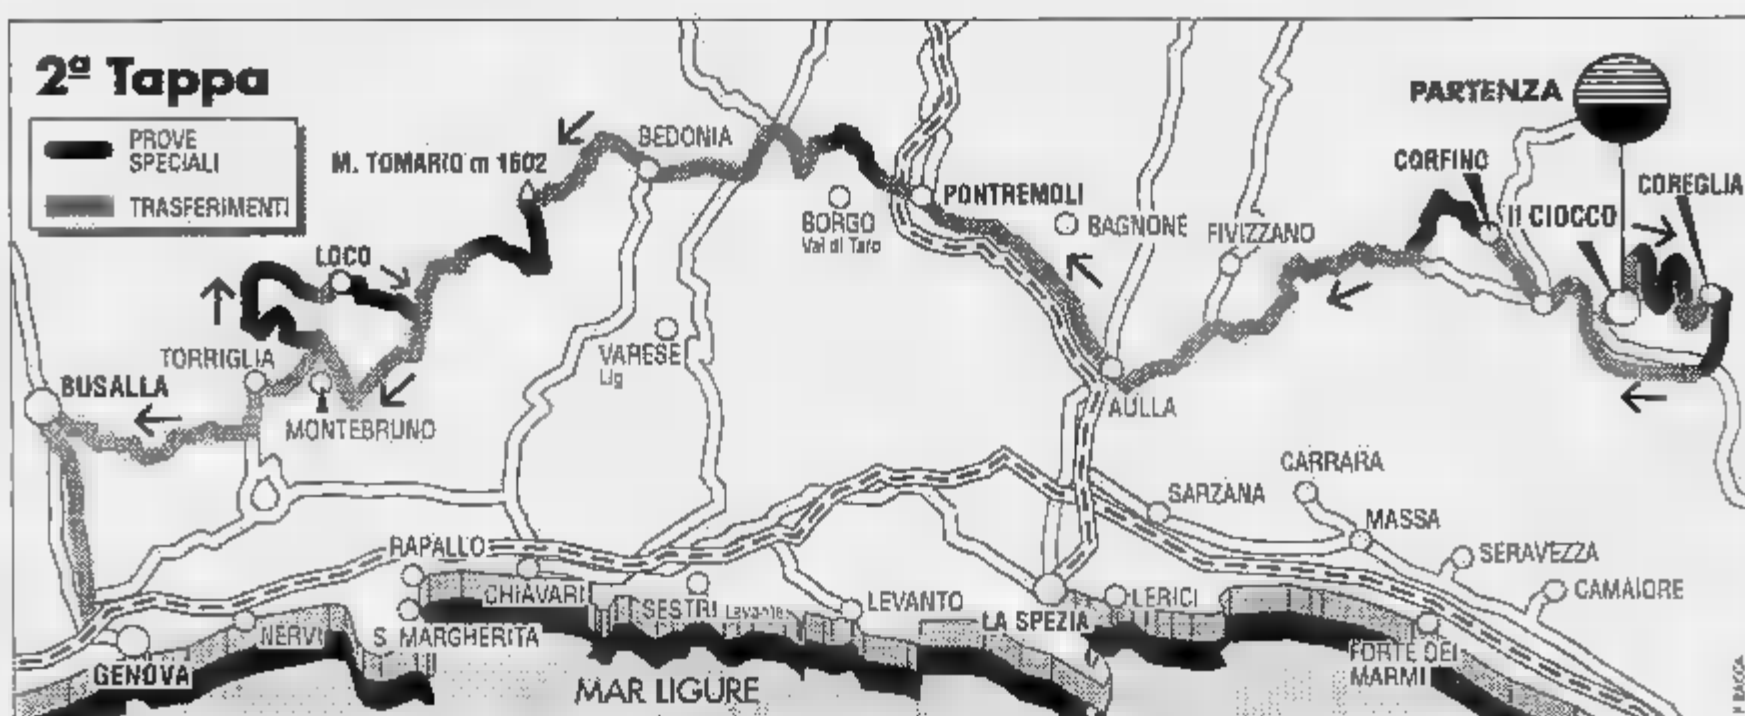 2ª Tappa
PROVE
SPECIALI
TRASFERIMENTI
M. TOMARIO m 1602
BEDONIA
PARTENZA
CORFINO
COREGLIA
Il CIOCCO
PONTREMOLI
BORGO
Val di Taro
BAGNONE
FIVIZZANO
LOCO
TORRIGLIA
VARESE
Lig
BUSALLA
MONTEBRUNO
AULLA
CARRARA
SARZANA
MASSA
SERAVEZZA
CAMAIORE
RAPALLO
CHIAVARI
SESTRI Levante
LEVANTO
LERICI
LA SPEZIA
NERVI
S. MARGHERITA
GENOVA
FORTE DEI
MARMI
MAR LIGURE